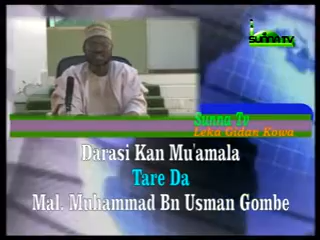 SUNNA TV
Sunna Tv
Leka Gidan Kowa
Darasi Kan Mu'amala
Tare Da
Mal. Muhammad Bn Usman Gombe